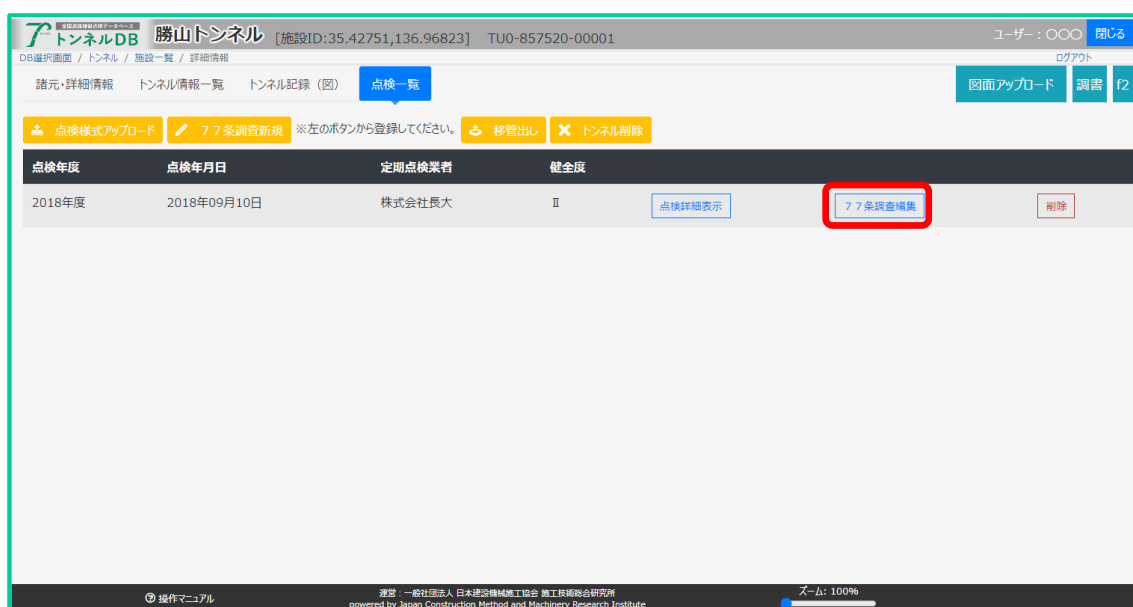 全国道路施設点検データベース
トンネルDB 勝山トンネル [施設ID:35.42751,136.96823] TU0-857520-00001 ユーザー：〇〇〇 閉じる
DB選択画面 / トンネル / 施設一覧 / 詳細情報 ログアウト
諸元・詳細情報 トンネル情報一覧 トンネル記録（図） 点検一覧 図面アップロード 調書 f2
点検様式アップロード ７７条調査新規 ※左のボタンから登録してください。 移管出し トンネル削除
点検年度 点検年月日 定期点検業者 健全度
2018年度 2018年09月10日 株式会社長大 Ⅱ 点検詳細表示 ７７条調査編集 削除
? 操作マニュアル 運営：一般社団法人 日本建設機械施工協会 施工技術総合研究所 ズーム: 100%
powered by Japan Construction Method and Machinery Research Institute